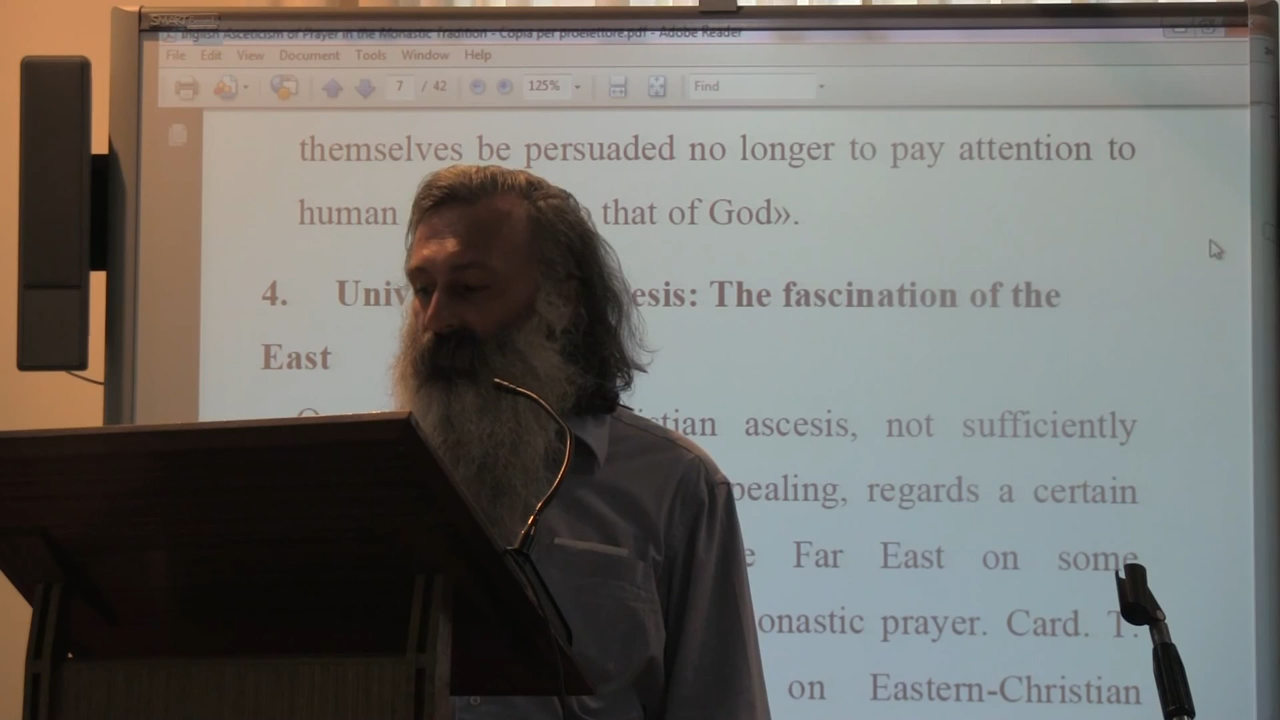 SMART
English Asceticism of Prayer in the Monastic Tradition - Copia per proiettore.pdf - Adobe Reader
File Edit View Document Tools Window Help
7 / 42 125% Find
themselves be persuaded no longer to pay attention to
human that of God».
4. Univ esis: The fascination of the
East
stian ascesis, not sufficiently
pealing, regards a certain
e Far East on some
onastic prayer. Card. T.
on Eastern-Christian